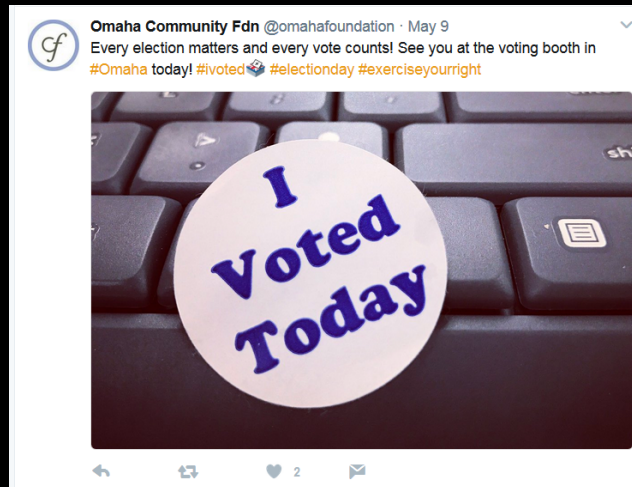 cf
Omaha Community Fdn @omahafoundation · May 9
Every election matters and every vote counts! See you at the voting booth in
#Omaha today! #ivoted🗳 #electionday #exerciseyourright
sh
I
Voted
Today
2